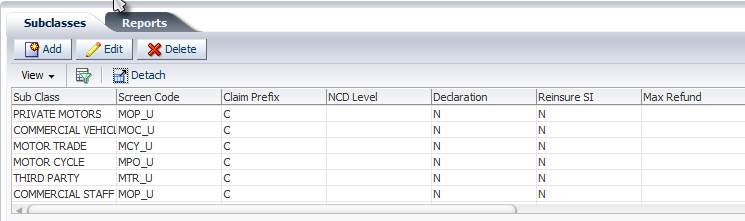 Subclasses Reports
Add Edit Delete
View Detach
Sub Class Screen Code Claim Prefix NCD Level Declaration Reinsure SI Max Refund
PRIVATE MOTORS MOP_U C N N
COMMERCIAL VEHICL MOC_U C N N
MOTOR TRADE MCY_U C N N
MOTOR CYCLE MPO_U C N N
THIRD PARTY MTR_U C N N
COMMERCIAL STAFF MOP_U C N N